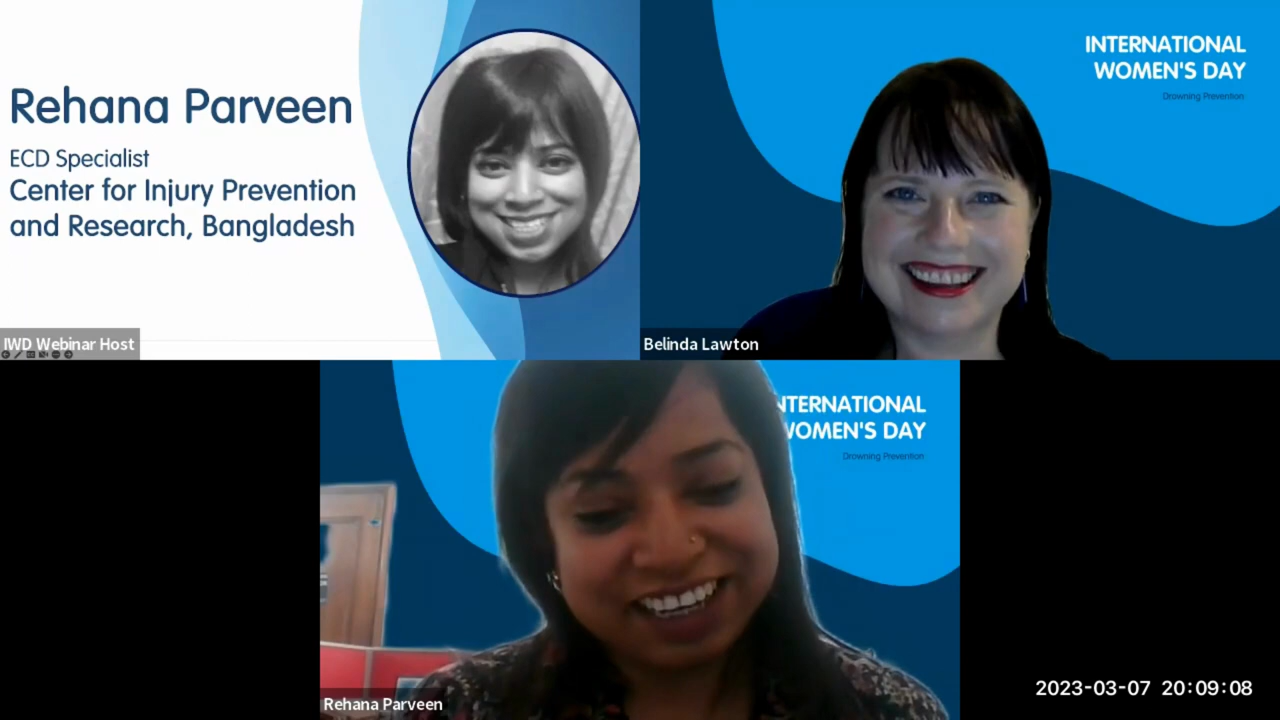 Rehana Parveen
ECD Specialist
Center for Injury Prevention
and Research, Bangladesh
IWD Webinar Host
INTERNATIONAL
WOMEN'S DAY
Drowning Prevention
Belinda Lawton
NTERNATIONAL
WOMEN'S DAY
Drowning Prevention
Rehana Parveen
2023-03-07 20:09:08